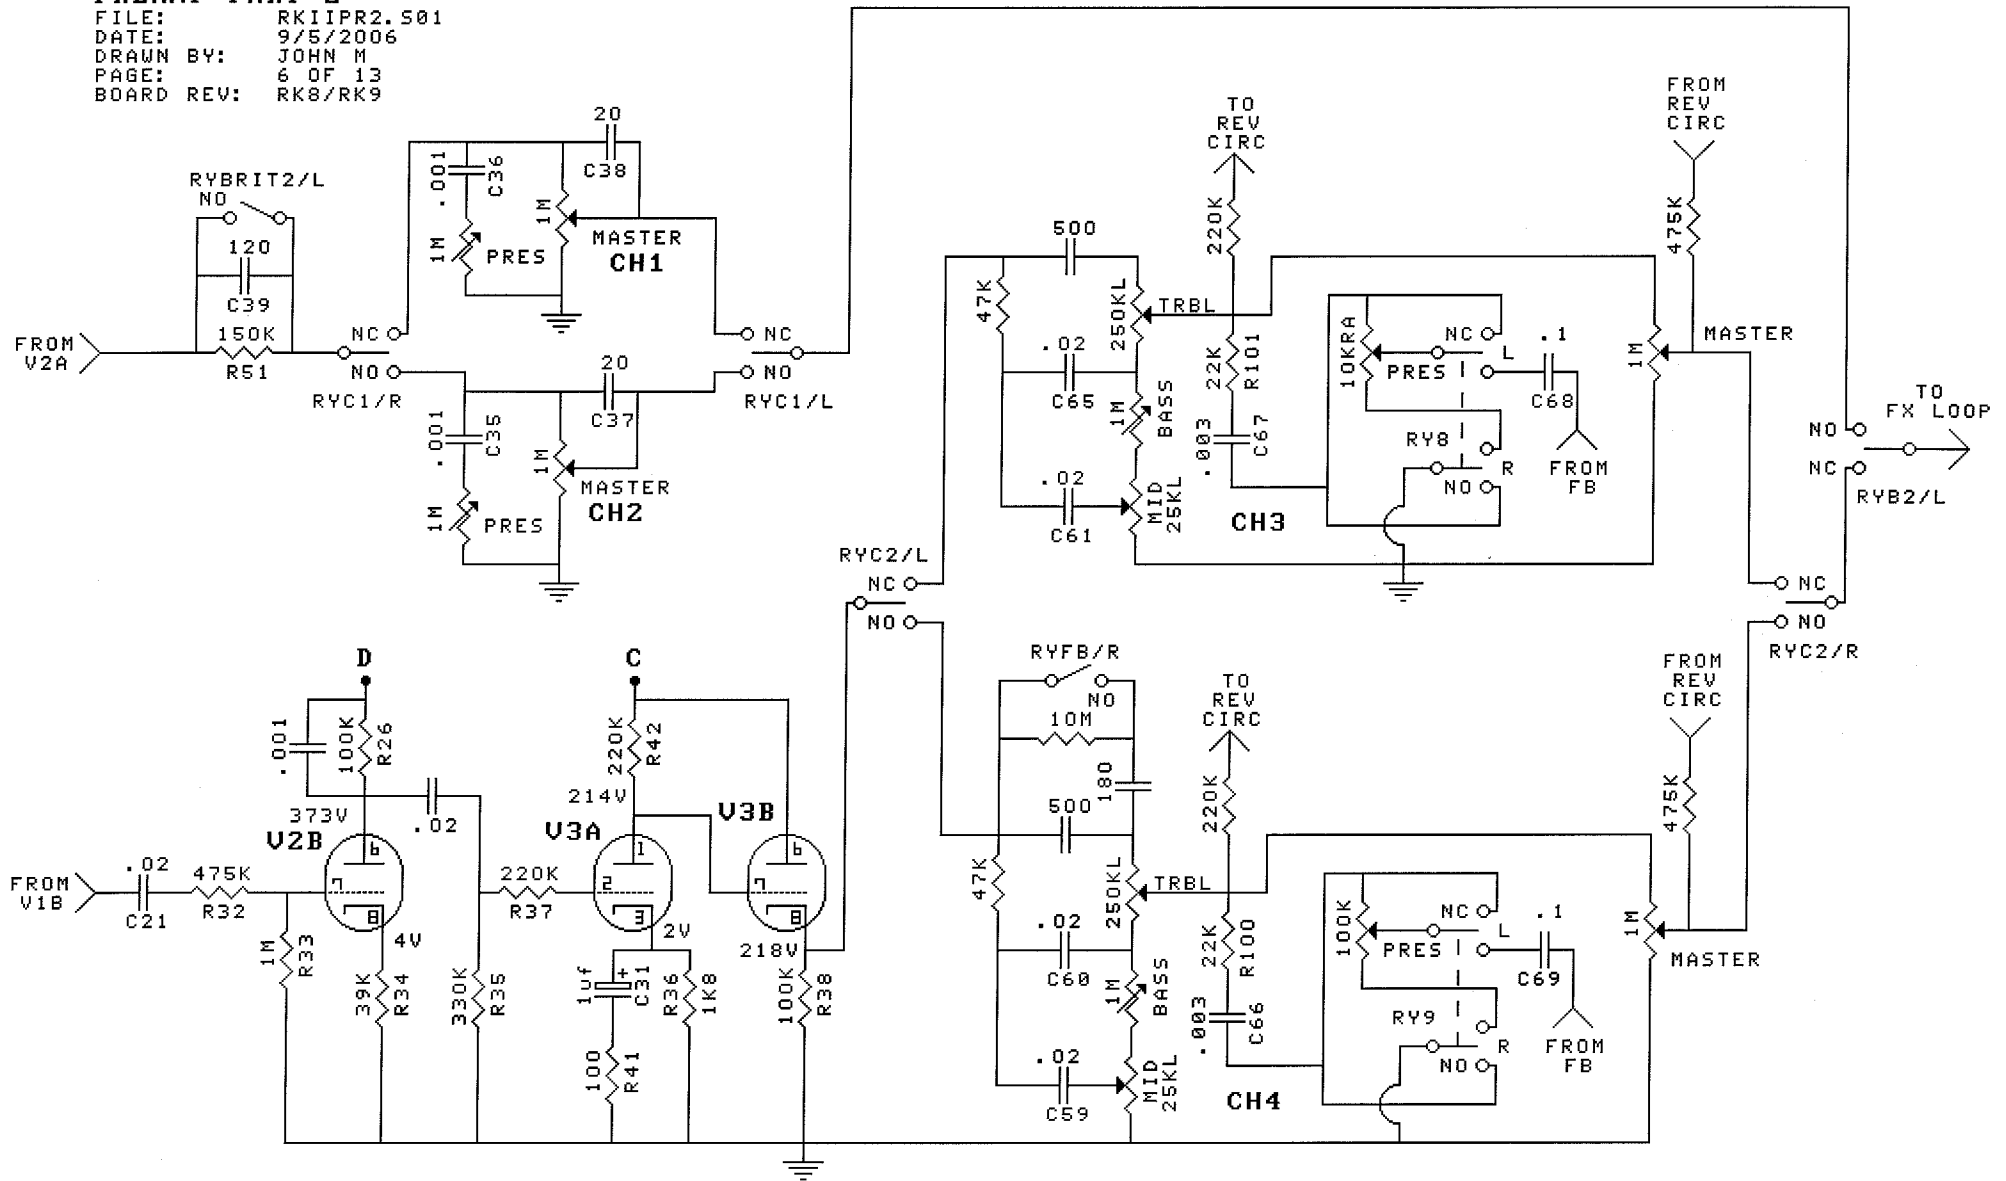 FILE: RKIIPR2.S01
DATE: 9/5/2006
DRAWN BY: JOHN M
PAGE: 6 OF 13
BOARD REV: RK8/RK9
RYBRIT2/L
NO
120
C39
150K
R51
FROM
V2A
NC
NO
RYC1/R
.001
C36
20
C38
1M
PRES
1M
MASTER
CH1
NC
NO
RYC1/L
20
C37
.001
C35
1M
PRES
1M
MASTER
CH2
TO
REV
CIRC
220K
500
47K
250KL
TRBL
.02
C65
22K
R101
1M
BASS
.003
C67
.02
C61
MID
25KL
CH3
10KRA
PRES
NC
L
.1
C68
RY8
R
NO
FROM
FB
FROM
REV
CIRC
475K
1M
MASTER
TO
FX LOOP
NO
NC
RYB2/L
NC
NO
RYC2/R
RYC2/L
NC
NO
D
.001
100K
R26
373V
V2B
6
7
8
4V
.02
FROM
V1B
.02
C21
475K
R32
1M
R33
39K
R34
330K
R35
220K
R37
C
220K
R42
214V
V3A
1
2
3
2V
1uf
+
C31
100
R41
R36
1K8
V3B
6
7
8
218V
100K
R38
RYFB/R
NO
10M
180
500
47K
250KL
TRBL
.02
C60
1M
BASS
.02
C59
MID
25KL
TO
REV
CIRC
220K
22K
R100
.003
C66
CH4
100K
PRES
NC
L
.1
C69
RY9
R
NO
FROM
FB
FROM
REV
CIRC
475K
1M
MASTER